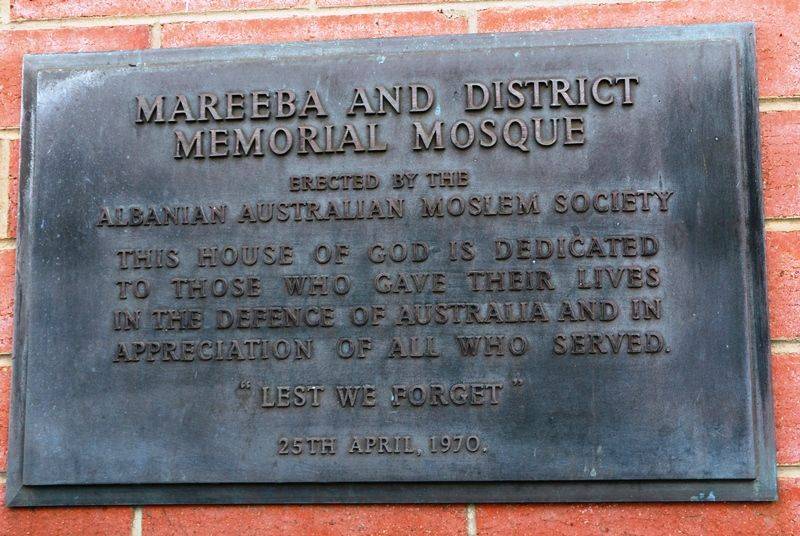 MAREEBA AND DISTRICT
MEMORIAL MOSQUE
ERECTED BY THE
ALBANIAN AUSTRALIAN MOSLEM SOCIETY
THIS HOUSE OF GOD IS DEDICATED
TO THOSE WHO GAVE THEIR LIVES
IN THE DEFENCE OF AUSTRALIA AND IN
APPRECIATION OF ALL WHO SERVED.
"LEST WE FORGET"
25TH APRIL, 1970.